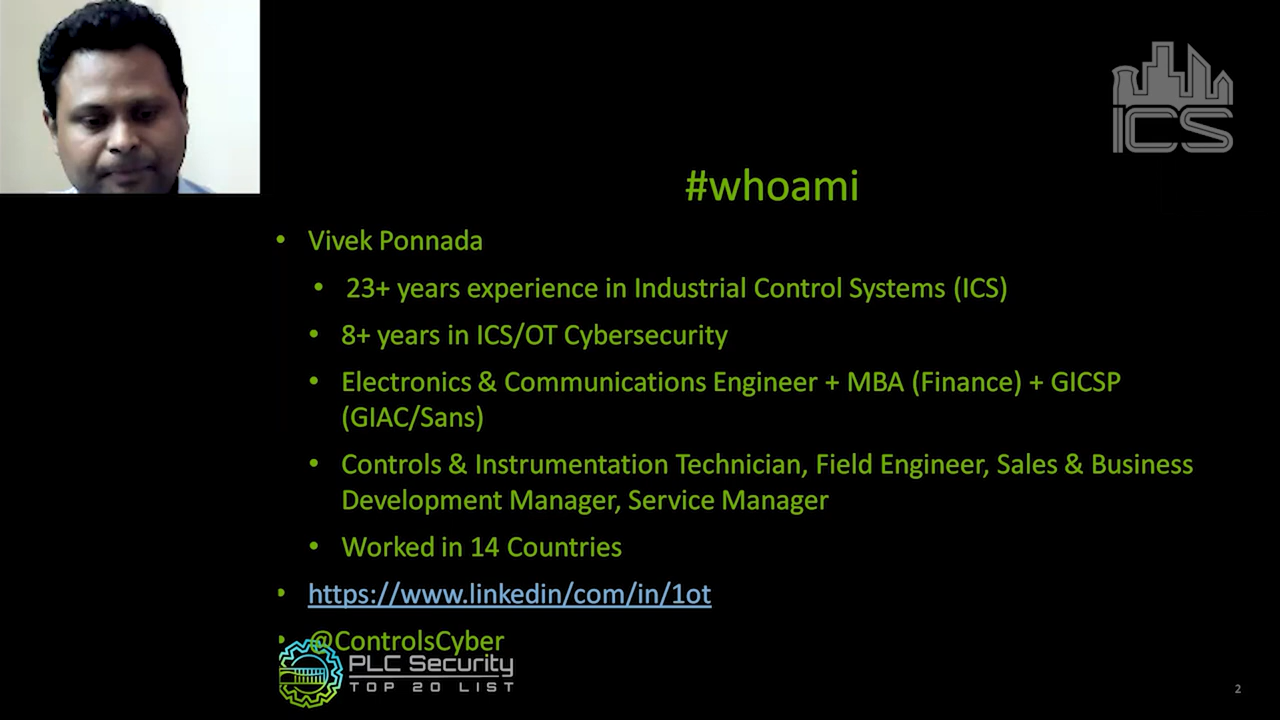 ICS
#whoami
• Vivek Ponnada
• 23+ years experience in Industrial Control Systems (ICS)
• 8+ years in ICS/OT Cybersecurity
• Electronics & Communications Engineer + MBA (Finance) + GICSP
(GIAC/Sans)
• Controls & Instrumentation Technician, Field Engineer, Sales & Business
Development Manager, Service Manager
• Worked in 14 Countries
• https://www.linkedin/com/in/1ot
• @ControlsCyber
PLC Security
TOP 20 LIST
2